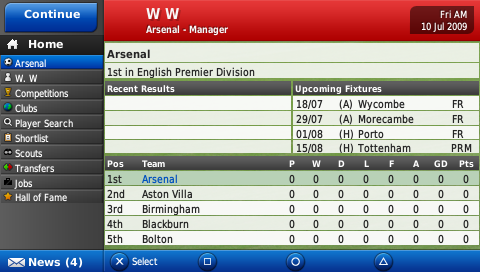 Continue
W W
Arsenal - Manager
Fri AM
10 Jul 2009
Home
Arsenal
W. W
Competitions
Clubs
Player Search
Shortlist
Scouts
Transfers
Jobs
Hall of Fame
News (4)
Arsenal
1st in English Premier Division
Recent Results
Upcoming Fixtures
18/07 (A) Wycombe FR
29/07 (A) Morecambe FR
01/08 (H) Porto FR
15/08 (H) Tottenham PRM
Pos Team P W D L F A GD Pts
1st Arsenal 0 0 0 0 0 0 0 0
2nd Aston Villa 0 0 0 0 0 0 0 0
3rd Birmingham 0 0 0 0 0 0 0 0
4th Blackburn 0 0 0 0 0 0 0 0
5th Bolton 0 0 0 0 0 0 0 0
Select